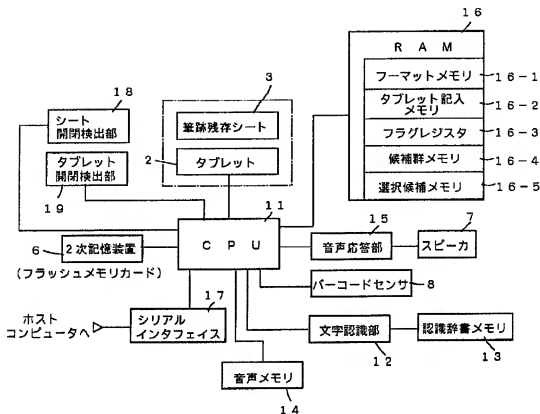 16
RAM
フーマットメモリ
16-1
タブレット記入
メモリ
16-2
フラグレジスタ
16-3
候補群メモリ
16-4
選択候補メモリ
16-5
18
シート
開閉検出部
タブレット
開閉検出部
19
3
筆跡残存シート
2
タブレット
11
CPU
6
2次記憶装置
(フラッシュメモリカード)
15
音声応答部
7
スピーカ
バーコードセンサ
8
ホスト
コンピュータへ
17
シリアル
インタフェイス
文字認識部
12
認識辞書メモリ
13
音声メモリ
14